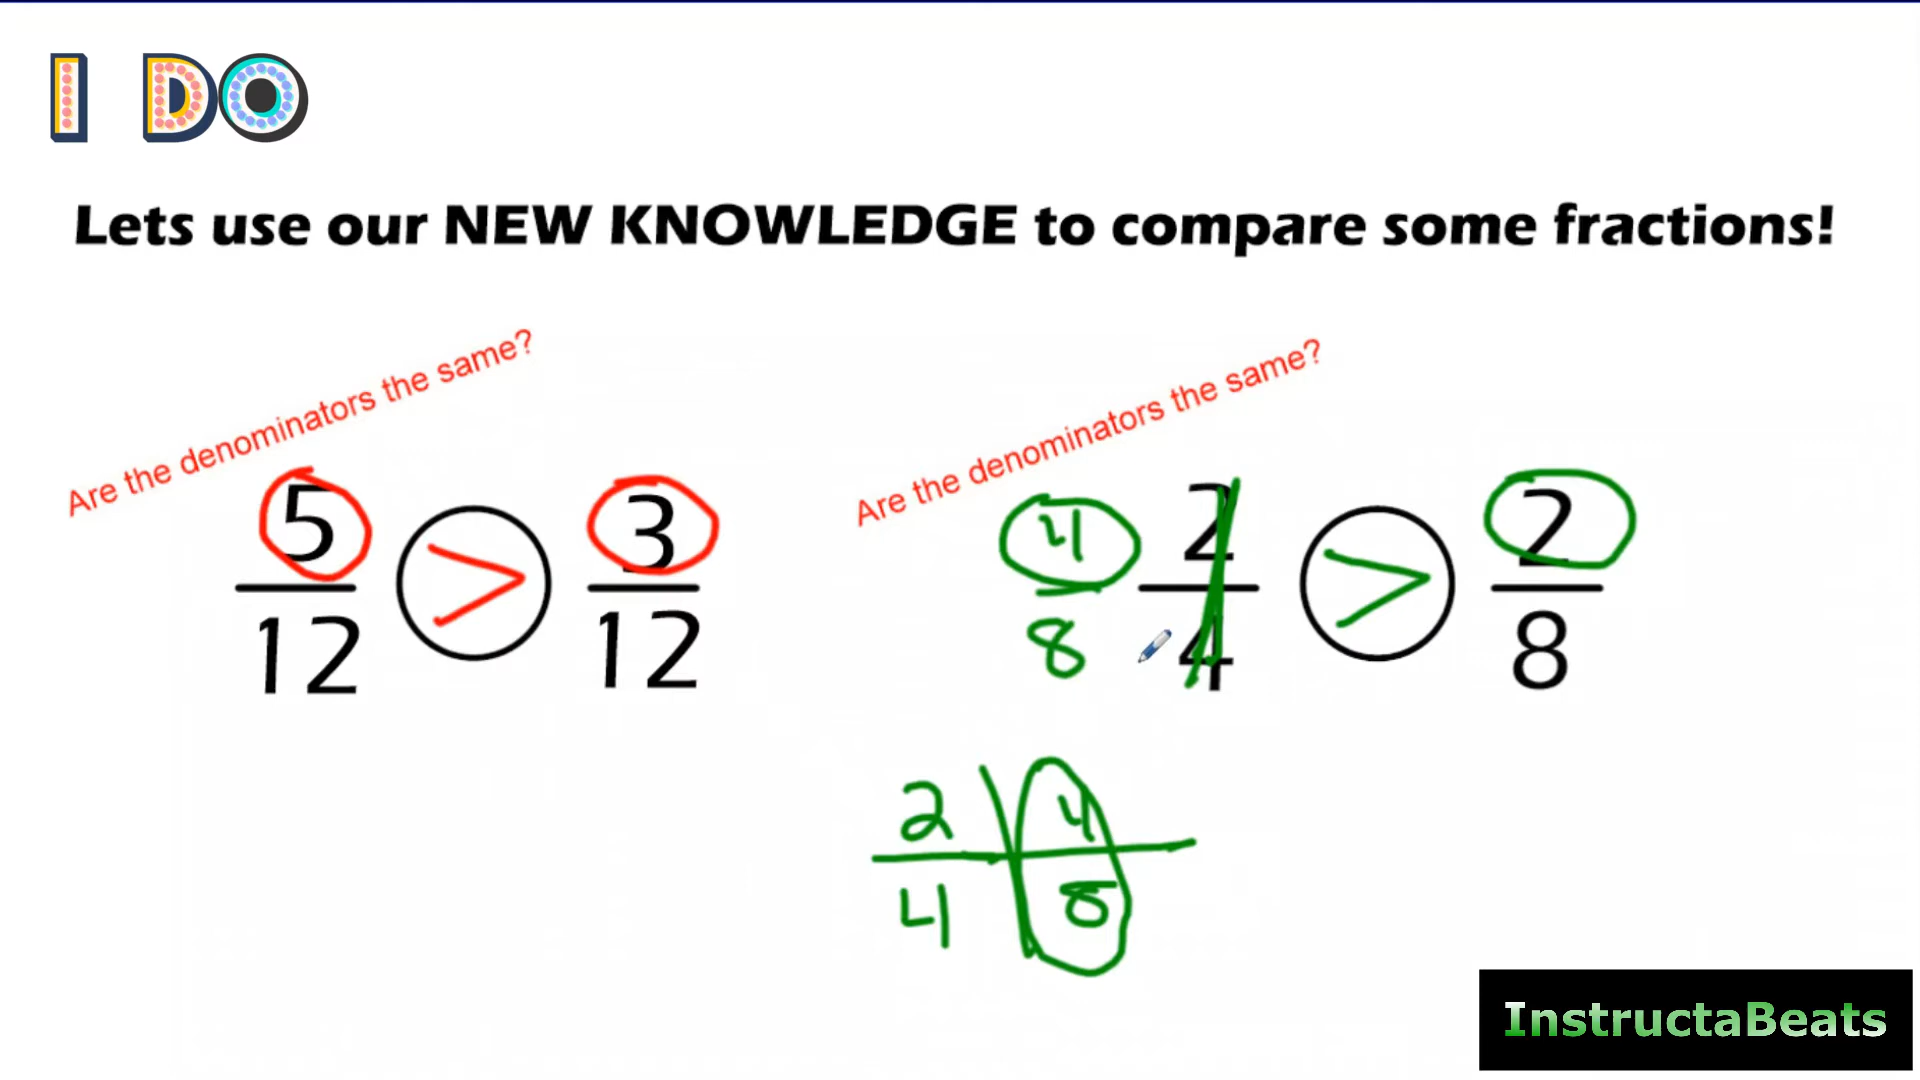 I DO
Lets use our NEW KNOWLEDGE to compare some fractions!
Are the denominators the same?
Are the denominators the same?
5 3 4 2 2
> >
12 12 8 4 8
2 4
4 8
InstructaBeats